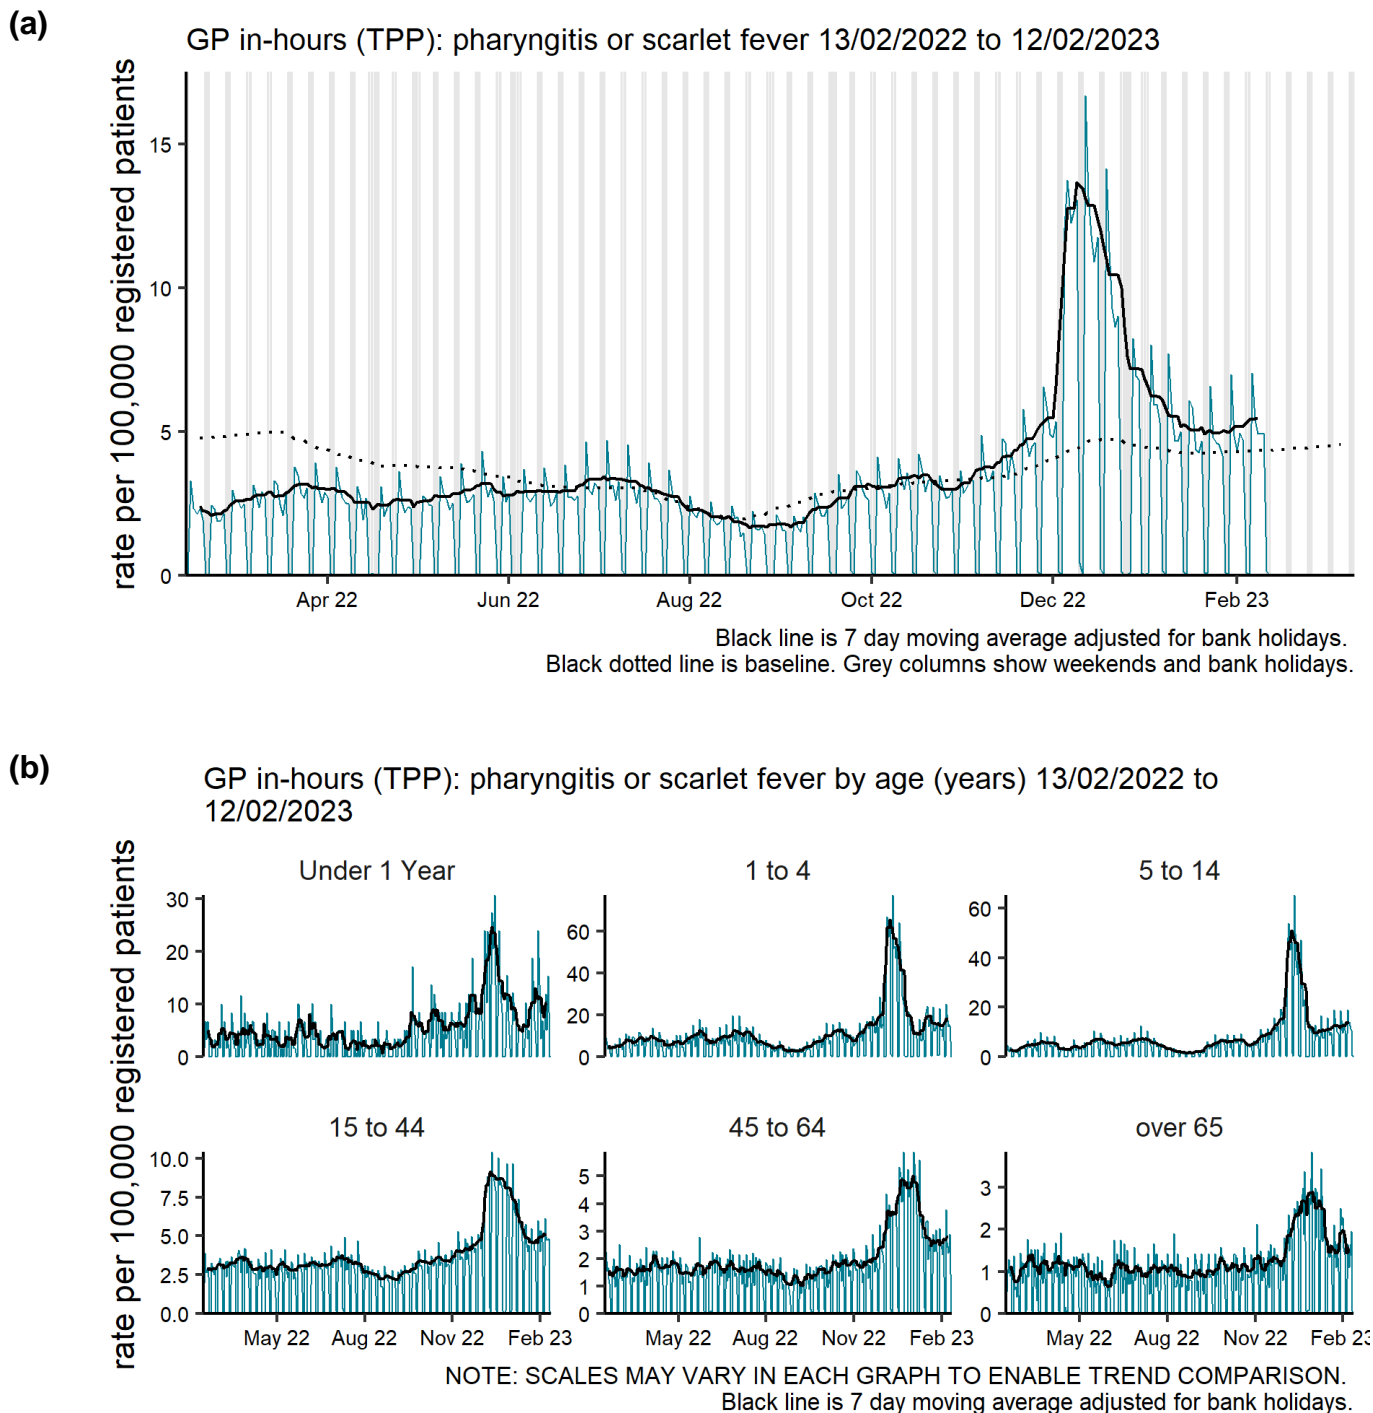 (a)
GP in-hours (TPP): pharyngitis or scarlet fever 13/02/2022 to 12/02/2023
rate per 100,000 registered patients
15
10
5
0
Apr 22 Jun 22 Aug 22 Oct 22 Dec 22 Feb 23
Black line is 7 day moving average adjusted for bank holidays.
Black dotted line is baseline. Grey columns show weekends and bank holidays.
(b)
GP in-hours (TPP): pharyngitis or scarlet fever by age (years) 13/02/2022 to
12/02/2023
rate per 100,000 registered patients
Under 1 Year
30
20
10
0
1 to 4
60
40
20
0
5 to 14
60
40
20
0
15 to 44
10.0
7.5
5.0
2.5
0.0
May 22 Aug 22 Nov 22 Feb 23
45 to 64
5
4
3
2
1
0
May 22 Aug 22 Nov 22 Feb 23
over 65
3
2
1
0
May 22 Aug 22 Nov 22 Feb 23
NOTE: SCALES MAY VARY IN EACH GRAPH TO ENABLE TREND COMPARISON.
Black line is 7 day moving average adjusted for bank holidays.